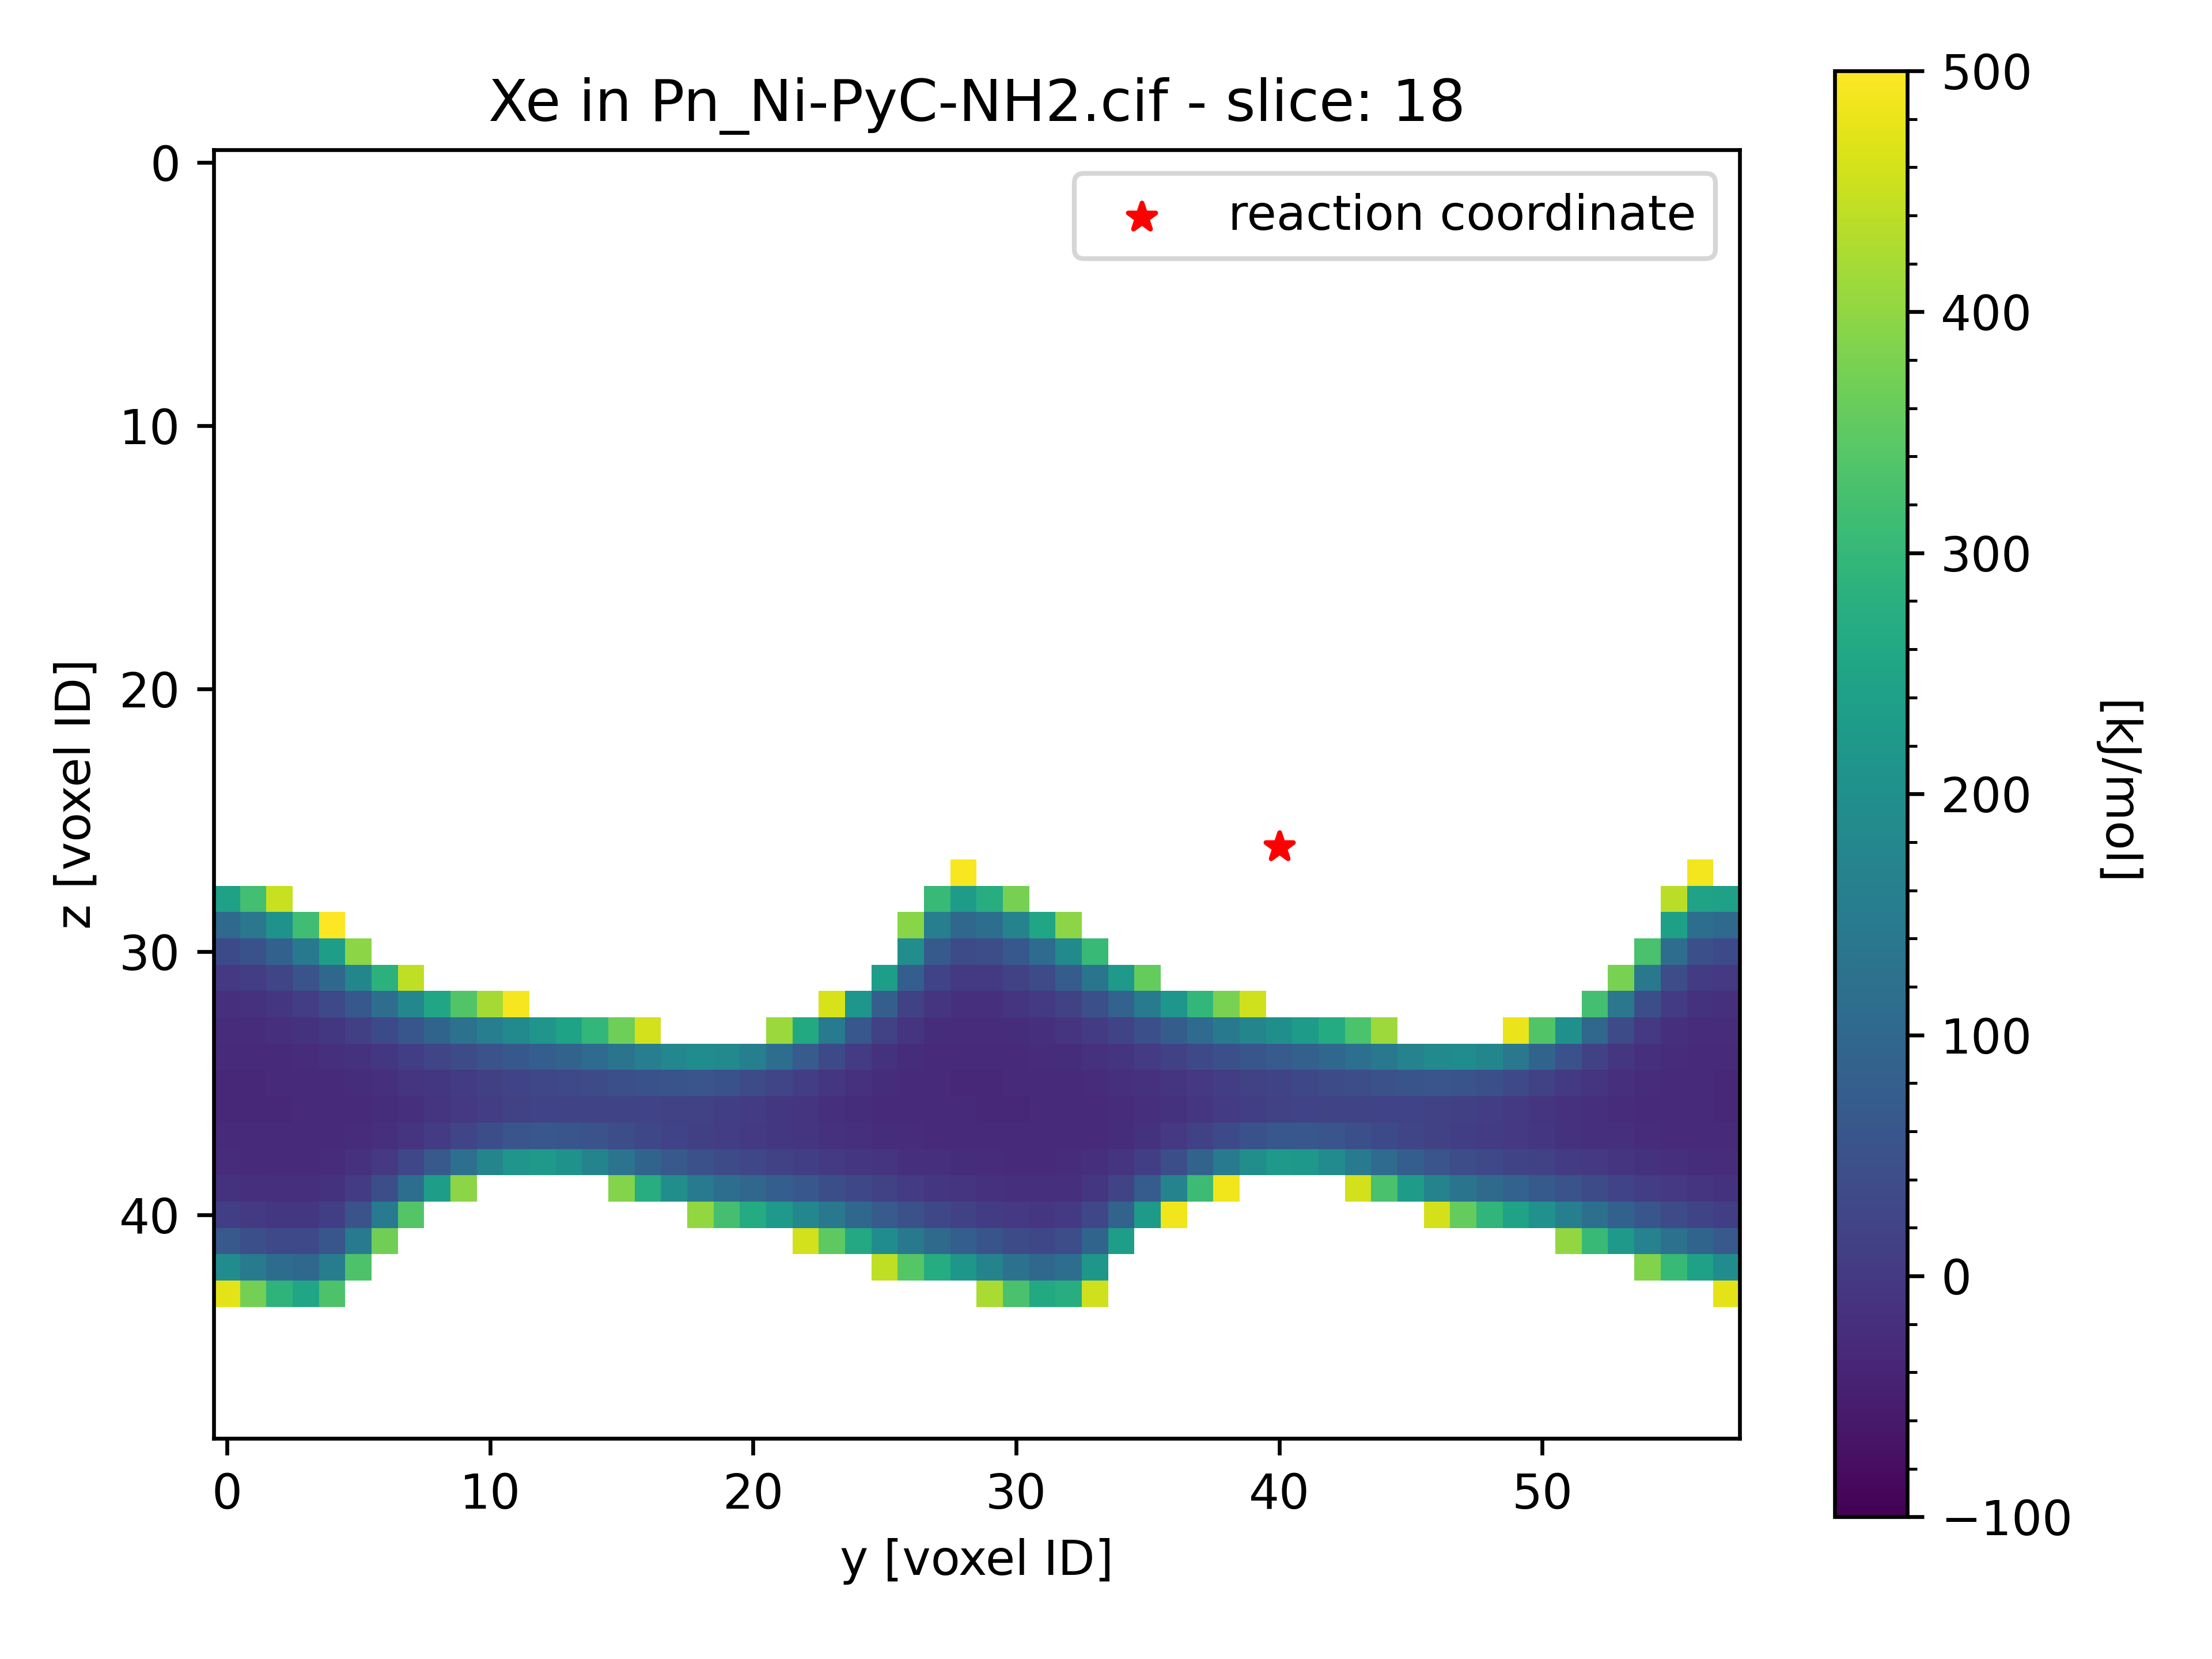 Xe in Pn_Ni-PyC-NH2.cif - slice: 18
reaction coordinate
0
10
20
30
40
z [voxel ID]
0 10 20 30 40 50
y [voxel ID]
500
400
300
200
100
0
−100
[kJ/mol]